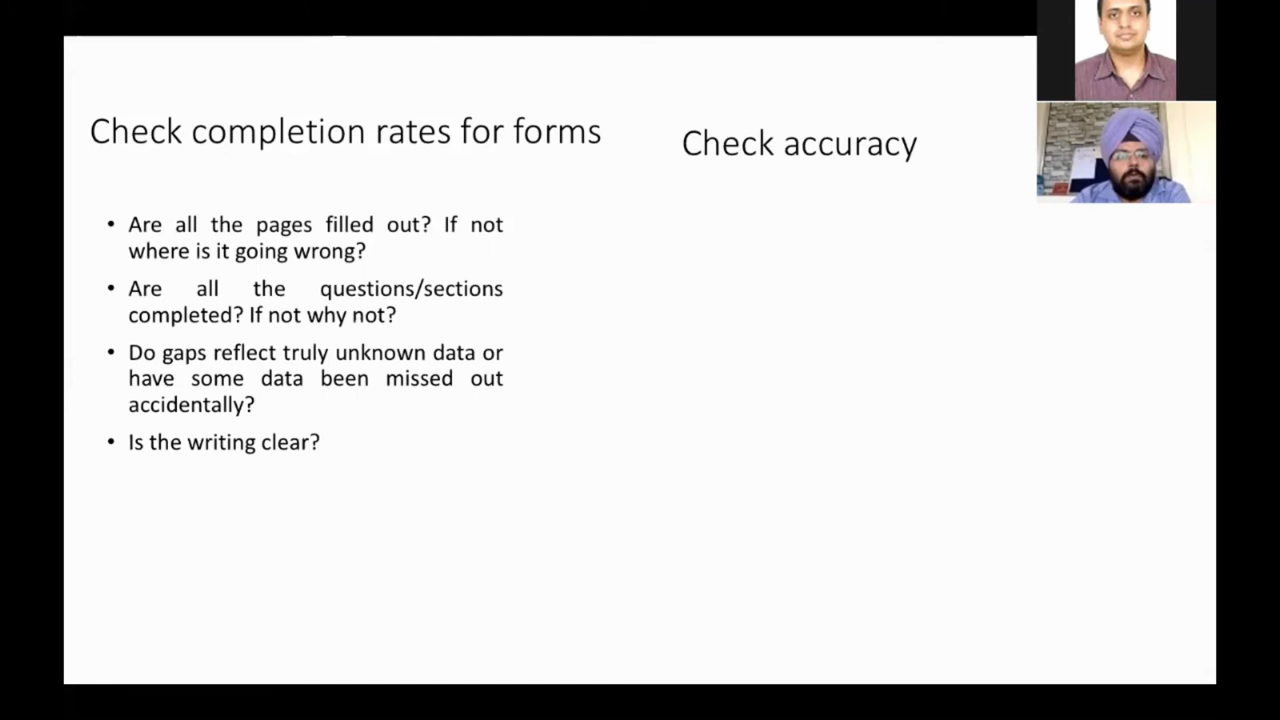 Check completion rates for forms
Check accuracy
• Are all the pages filled out? If not
where is it going wrong?
• Are all the questions/sections
completed? If not why not?
• Do gaps reflect truly unknown data or
have some data been missed out
accidentally?
• Is the writing clear?